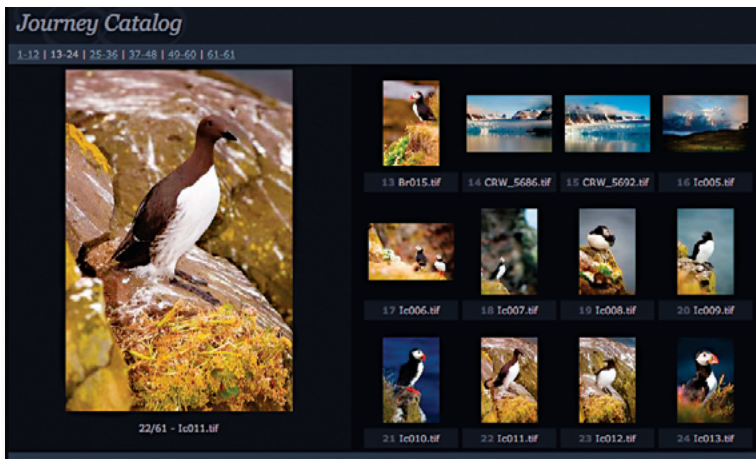 Journey Catalog
1-12 | 13-24 | 25-36 | 37-48 | 49-60 | 61-61
13 Br015.tif
14 CRW_5686.tif
15 CRW_5692.tif
16 Ic005.tif
17 Ic006.tif
18 Ic007.tif
19 Ic008.tif
20 Ic009.tif
21 Ic010.tif
22 Ic011.tif
23 Ic012.tif
24 Ic013.tif
22/61 - Ic011.tif